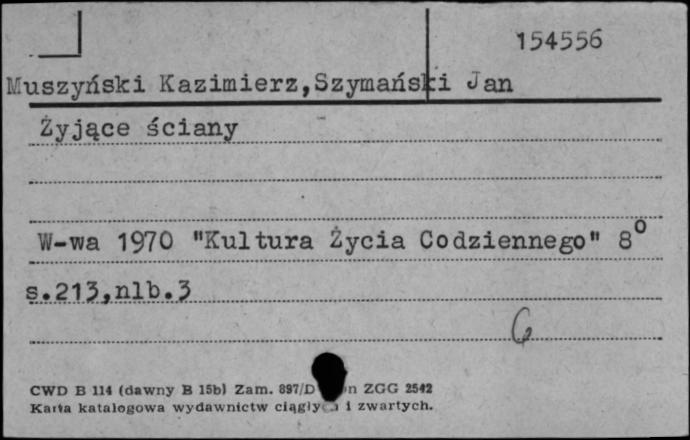 154556
Muszyński Kazimierz,Szymański Jan
Żyjące ściany
W-wa 1970 "Kultura Życia Codziennego" 8⁰
s.213,nlb.3
6
CWD B 114 (dawny B 15b) Zam. 897/D ZGG 2542
Karta katalogowa wydawnictw i zwartych.